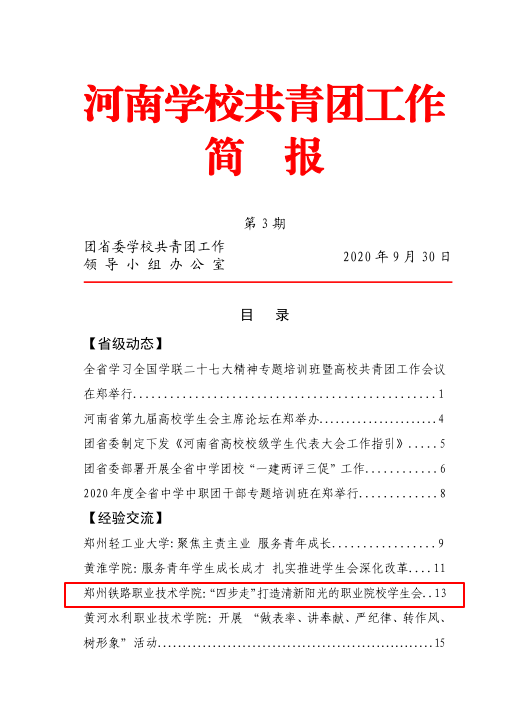 河南学校共青团工作
简 报
第 3 期
团省委学校共青团工作
领导小组办公室
2020 年 9 月 30 日
目 录
【省级动态】
全省学习全国学联二十七大精神专题培训班暨高校共青团工作会议
在郑举行..................................1
河南省第九届高校学生会主席论坛在郑举办......................4
团省委制定下发《河南省高校校级学生代表大会工作指引》.....5
团省委部署开展全省中学团校“一建两评三促”工作............6
2020 年度全省中学中职团干部专题培训班在郑举行.............8
【经验交流】
郑州轻工业大学: 聚焦主责主业 服务青年成长.................9
黄淮学院: 服务青年学生成长成才 扎实推进学生会深化改革....11
郑州铁路职业技术学院: “四步走”打造清新阳光的职业院校学生会..13
黄河水利职业技术学院: 开展 “做表率、讲奉献、严纪律、转作风、
树形象” 活动.................................................15